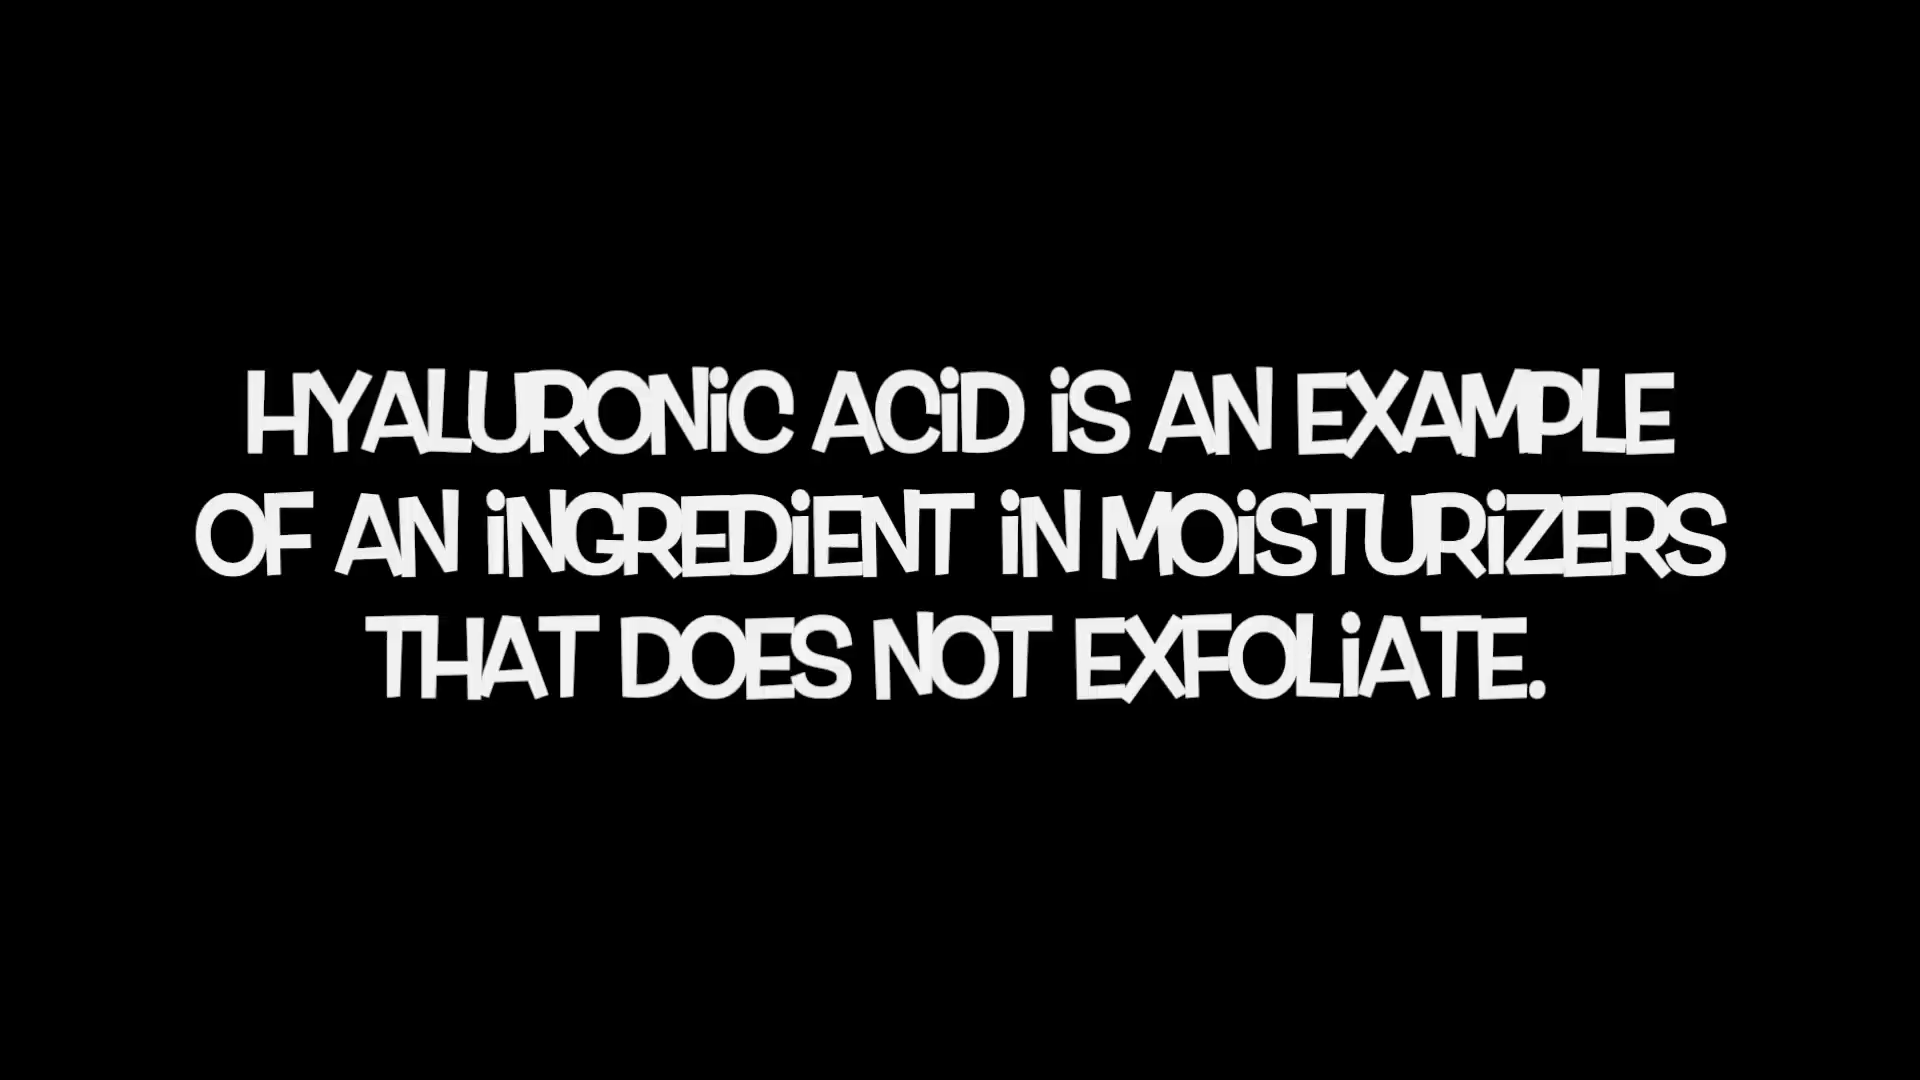 HYALURONiC ACiD iS AN EXAMPLE
OF AN iNGREDiENT iN MOiSTURiZERS
THAT DOES NOT EXFOLiATE.